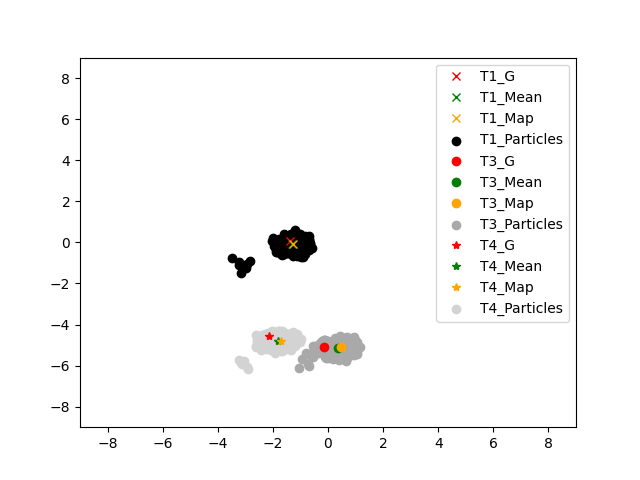 T1_G
T1_Mean
T1_Map
T1_Particles
T3_G
T3_Mean
T3_Map
T3_Particles
T4_G
T4_Mean
T4_Map
T4_Particles
8
6
4
2
0
−2
−4
−6
−8
−8 −6 −4 −2 0 2 4 6 8